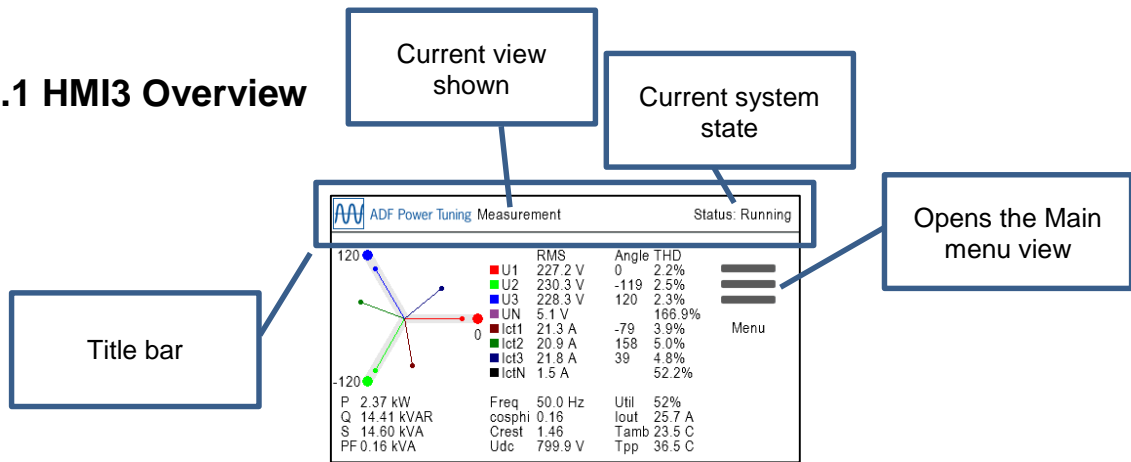 .1 HMI3 Overview
Current view
shown
Current system
state
Opens the Main
menu view
Title bar
ADF Power Tuning Measurement Status: Running
120
0
-120
RMS Angle THD
U1 227.2 V 0 2.2%
U2 230.3 V -119 2.5%
U3 228.3 V 120 2.3%
UN 5.1 V 166.9%
Ict1 21.3 A -79 3.9%
Ict2 20.9 A 158 5.0%
Ict3 21.8 A 39 4.8%
IctN 1.5 A 52.2%
Menu
P 2.37 kW Freq 50.0 Hz Util 52%
Q 14.41 kVAR cosphi 0.16 Iout 25.7 A
S 14.60 kVA Crest 1.46 Tamb 23.5 C
PF 0.16 kVA Udc 799.9 V Tpp 36.5 C